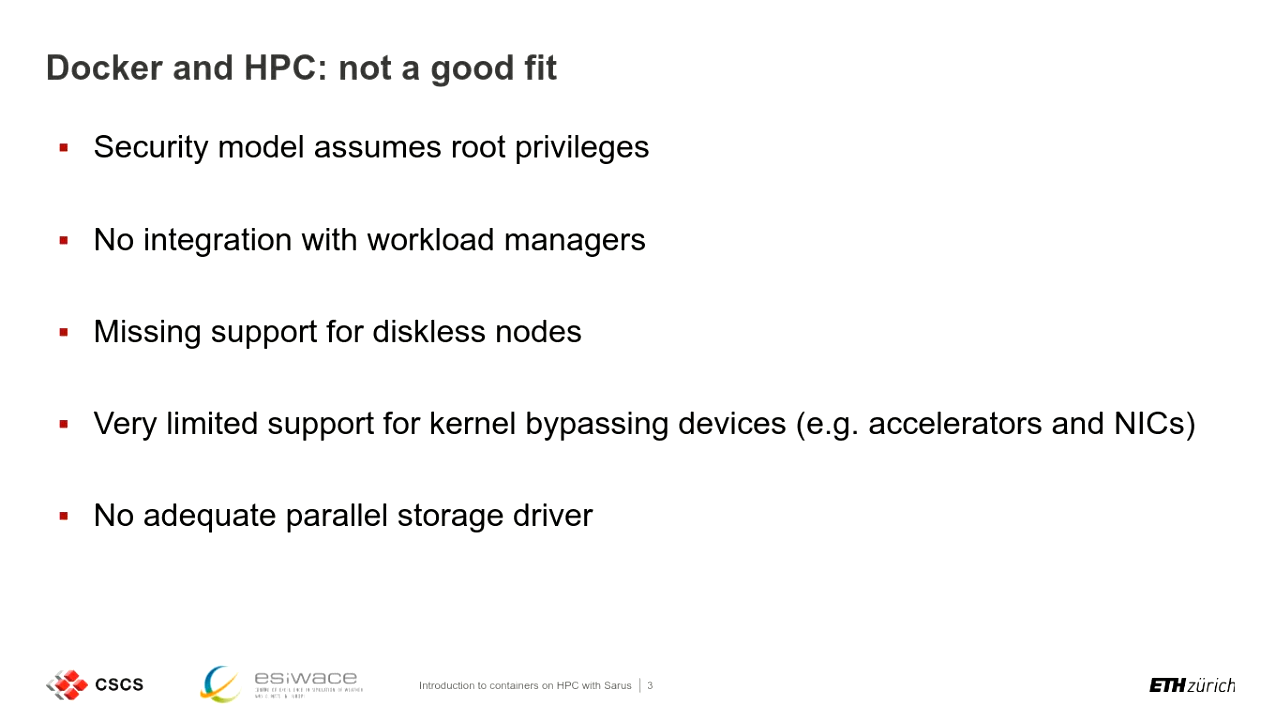 Docker and HPC: not a good fit
▪ Security model assumes root privileges
▪ No integration with workload managers
▪ Missing support for diskless nodes
▪ Very limited support for kernel bypassing devices (e.g. accelerators and NICs)
▪ No adequate parallel storage driver
CSCS
esiwace
Introduction to containers on HPC with Sarus | 3
ETH zürich